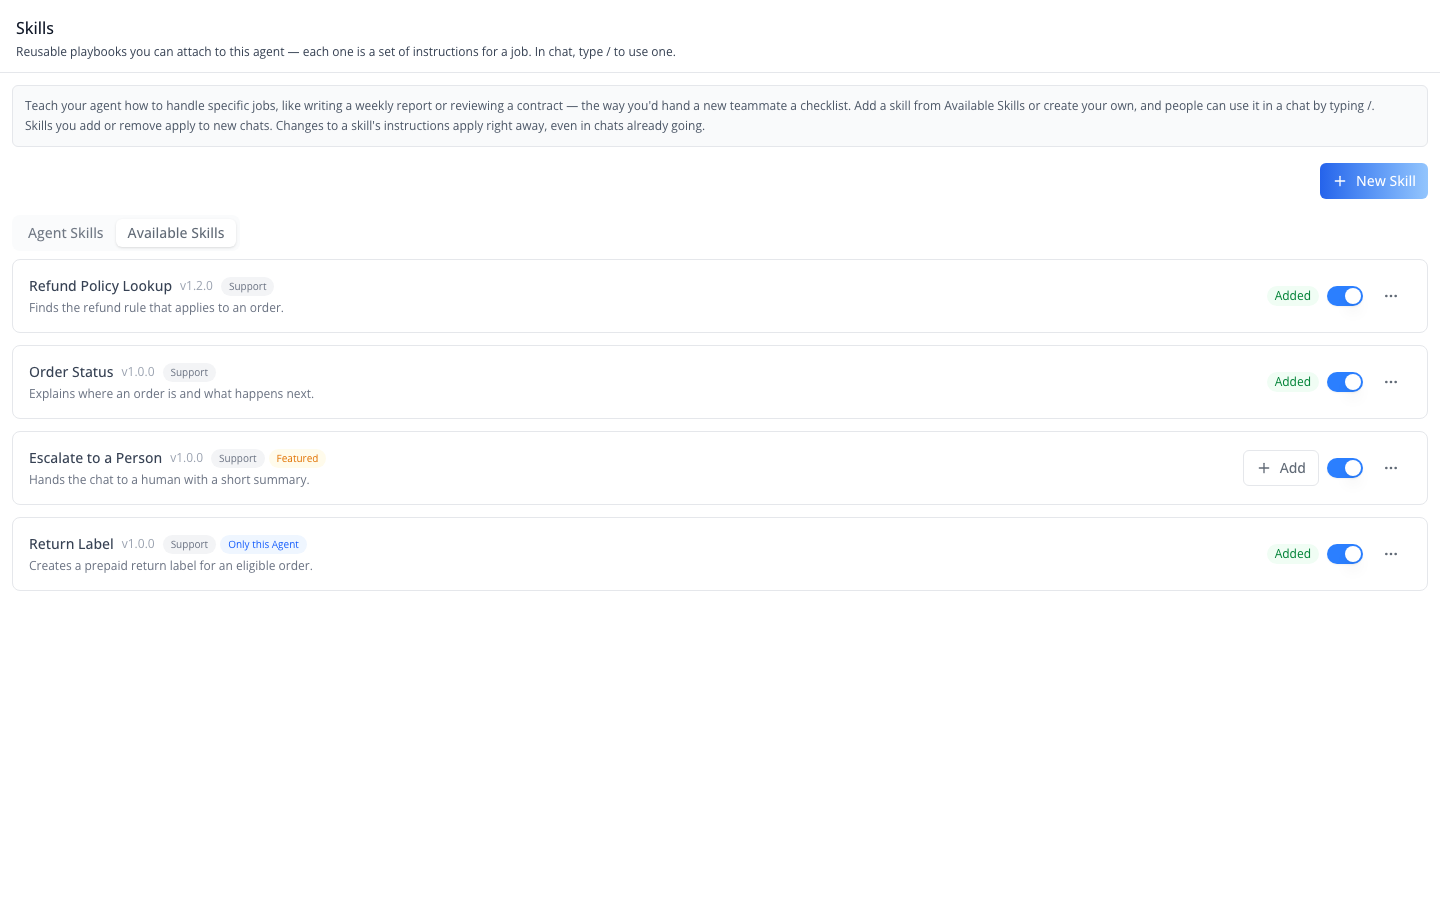 Skills
Reusable playbooks you can attach to this agent — each one is a set of instructions for a job. In chat, type / to use one.
Teach your agent how to handle specific jobs, like writing a weekly report or reviewing a contract — the way you'd hand a new teammate a checklist. Add a skill from Available Skills or create your own, and people can use it in a chat by typing /.
Skills you add or remove apply to new chats. Changes to a skill's instructions apply right away, even in chats already going.
New Skill
Agent Skills Available Skills
Refund Policy Lookup v1.2.0 Support
Finds the refund rule that applies to an order.
Added
Order Status v1.0.0 Support
Explains where an order is and what happens next.
Added
Escalate to a Person v1.0.0 Support Featured
Hands the chat to a human with a short summary.
Add
Return Label v1.0.0 Support Only this Agent
Creates a prepaid return label for an eligible order.
Added